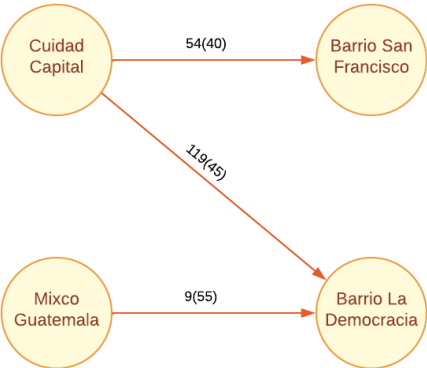 Cuidad
Capital
54(40)
Barrio San
Francisco
119(45)
Mixco
Guatemala
9(55)
Barrio La
Democracia